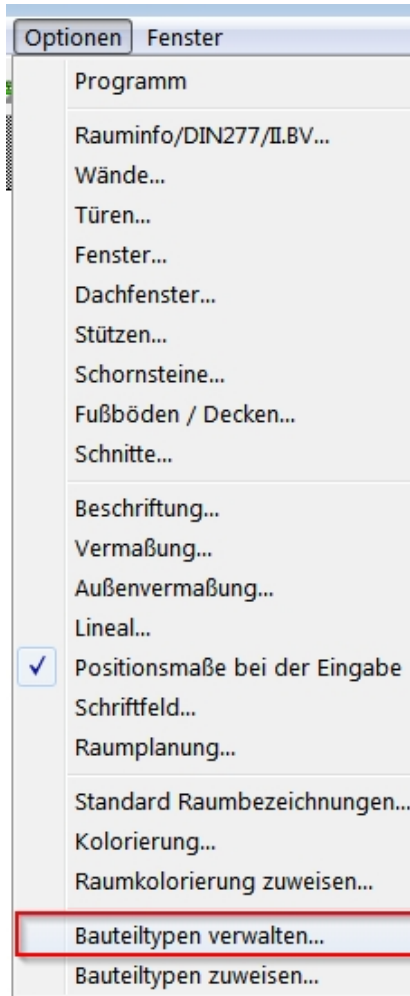 Optionen Fenster
Programm
Rauminfo/DIN277/II.BV...
Wände...
Türen...
Fenster...
Dachfenster...
Stützen...
Schornsteine...
Fußböden / Decken...
Schnitte...
Beschriftung...
Vermaßung...
Außenvermaßung...
Lineal...
Positionsmaße bei der Eingabe
Schriftfeld...
Raumplanung...
Standard Raumbezeichnungen...
Kolorierung...
Raumkolorierung zuweisen...
Bauteiltypen verwalten...
Bauteiltypen zuweisen...